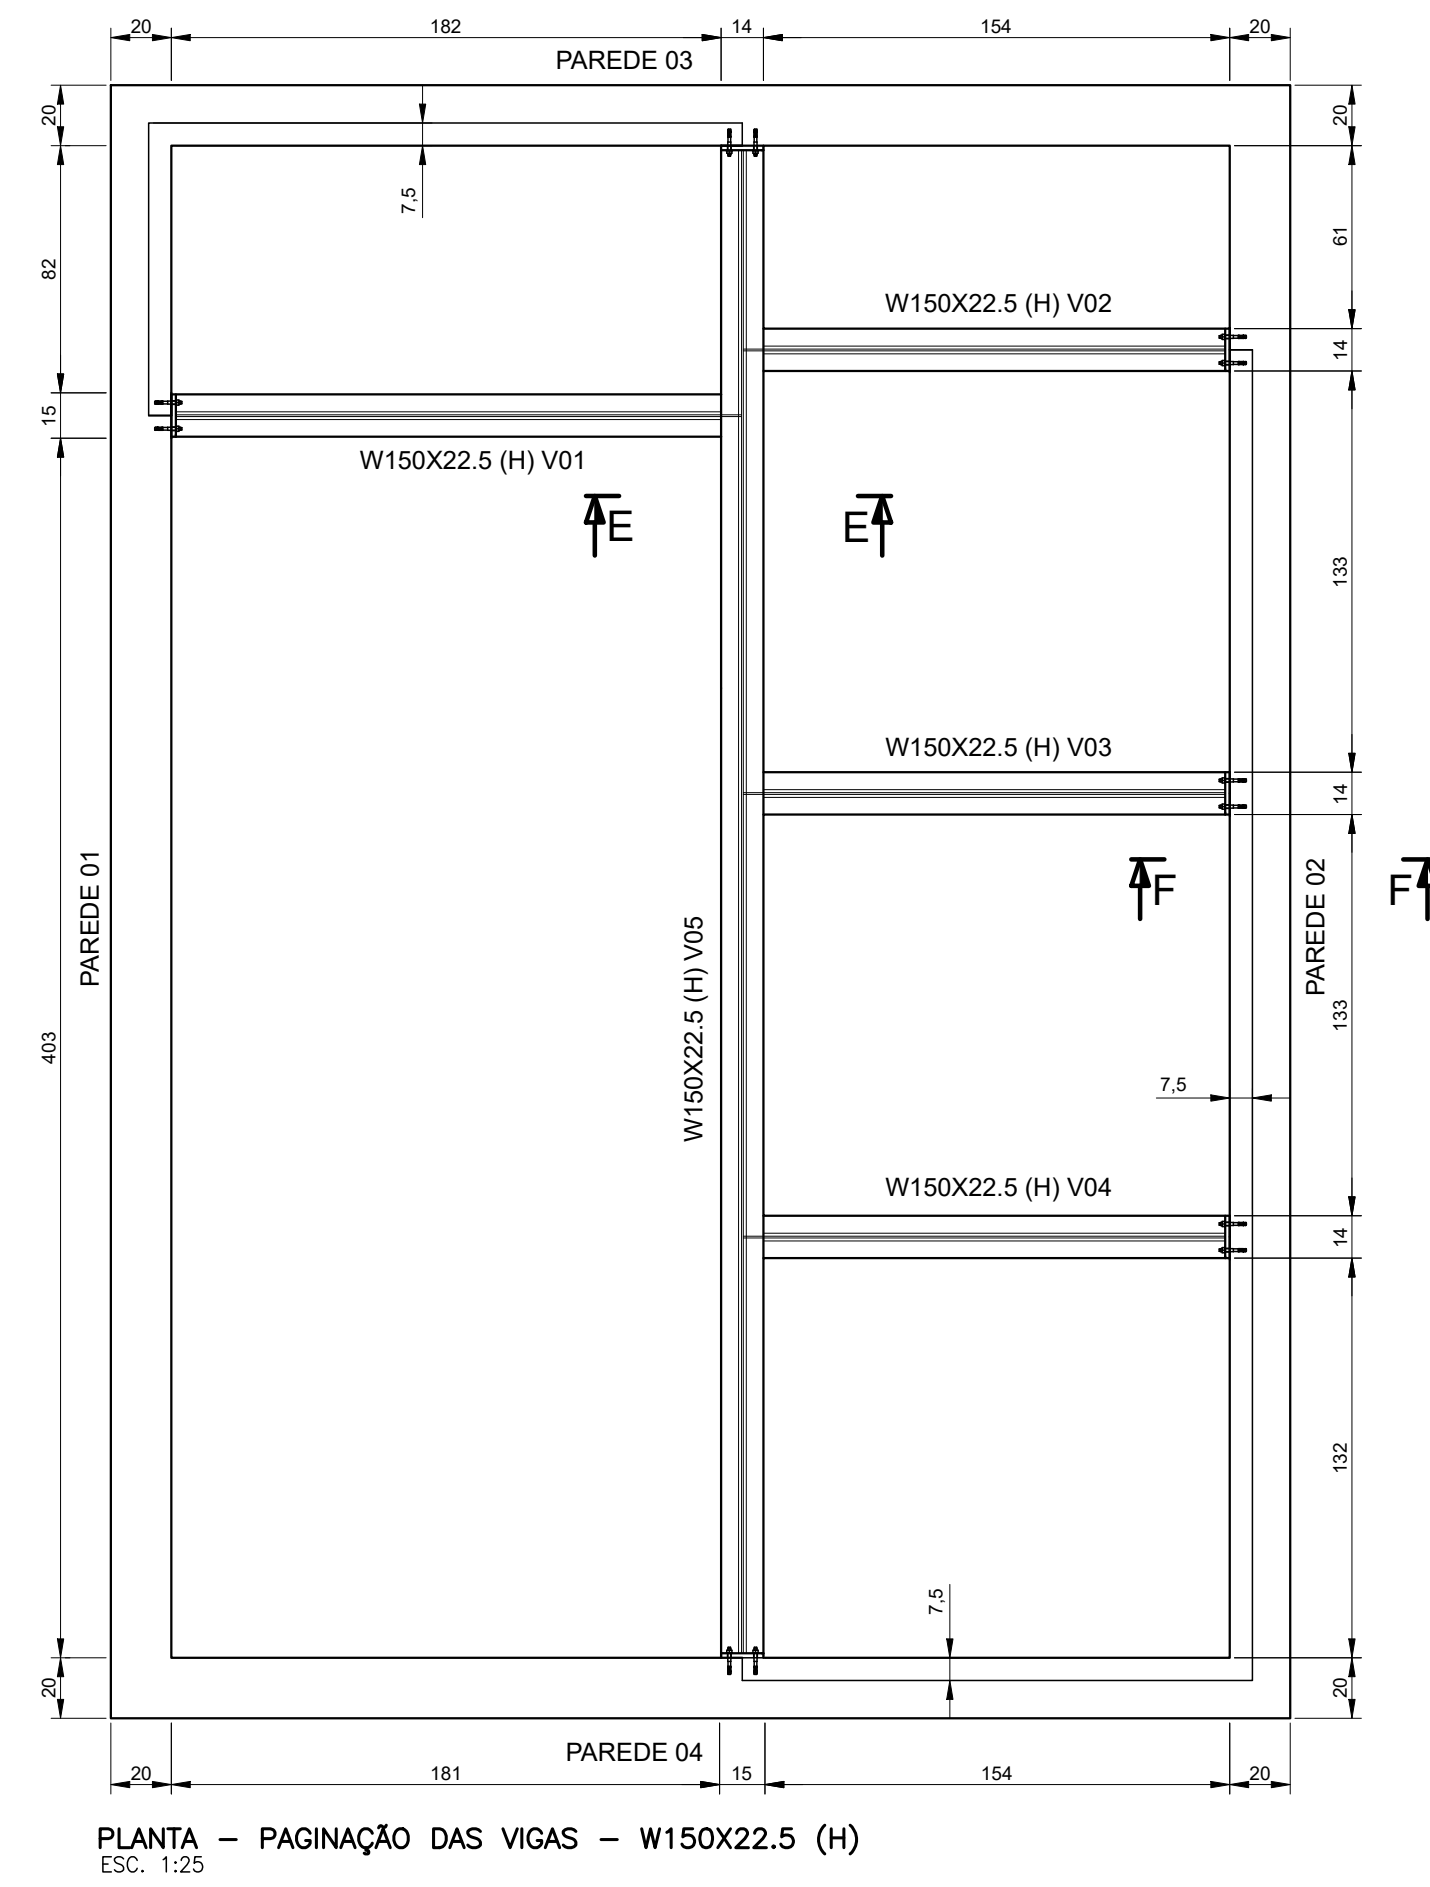 20 182 14 154 20
PAREDE 03
20
20
7,5
82
61
W150X22.5 (H) V02
14
15
W150X22.5 (H) V01
E
E
133
W150X22.5 (H) V03
14
PAREDE 01
403
W150X22.5 (H) V05
F
F
PAREDE 02
133
7,5
W150X22.5 (H) V04
14
132
7,5
20
20
PAREDE 04
20 181 15 154 20
PLANTA – PAGINAÇÃO DAS VIGAS – W150X22.5 (H)
ESC. 1:25